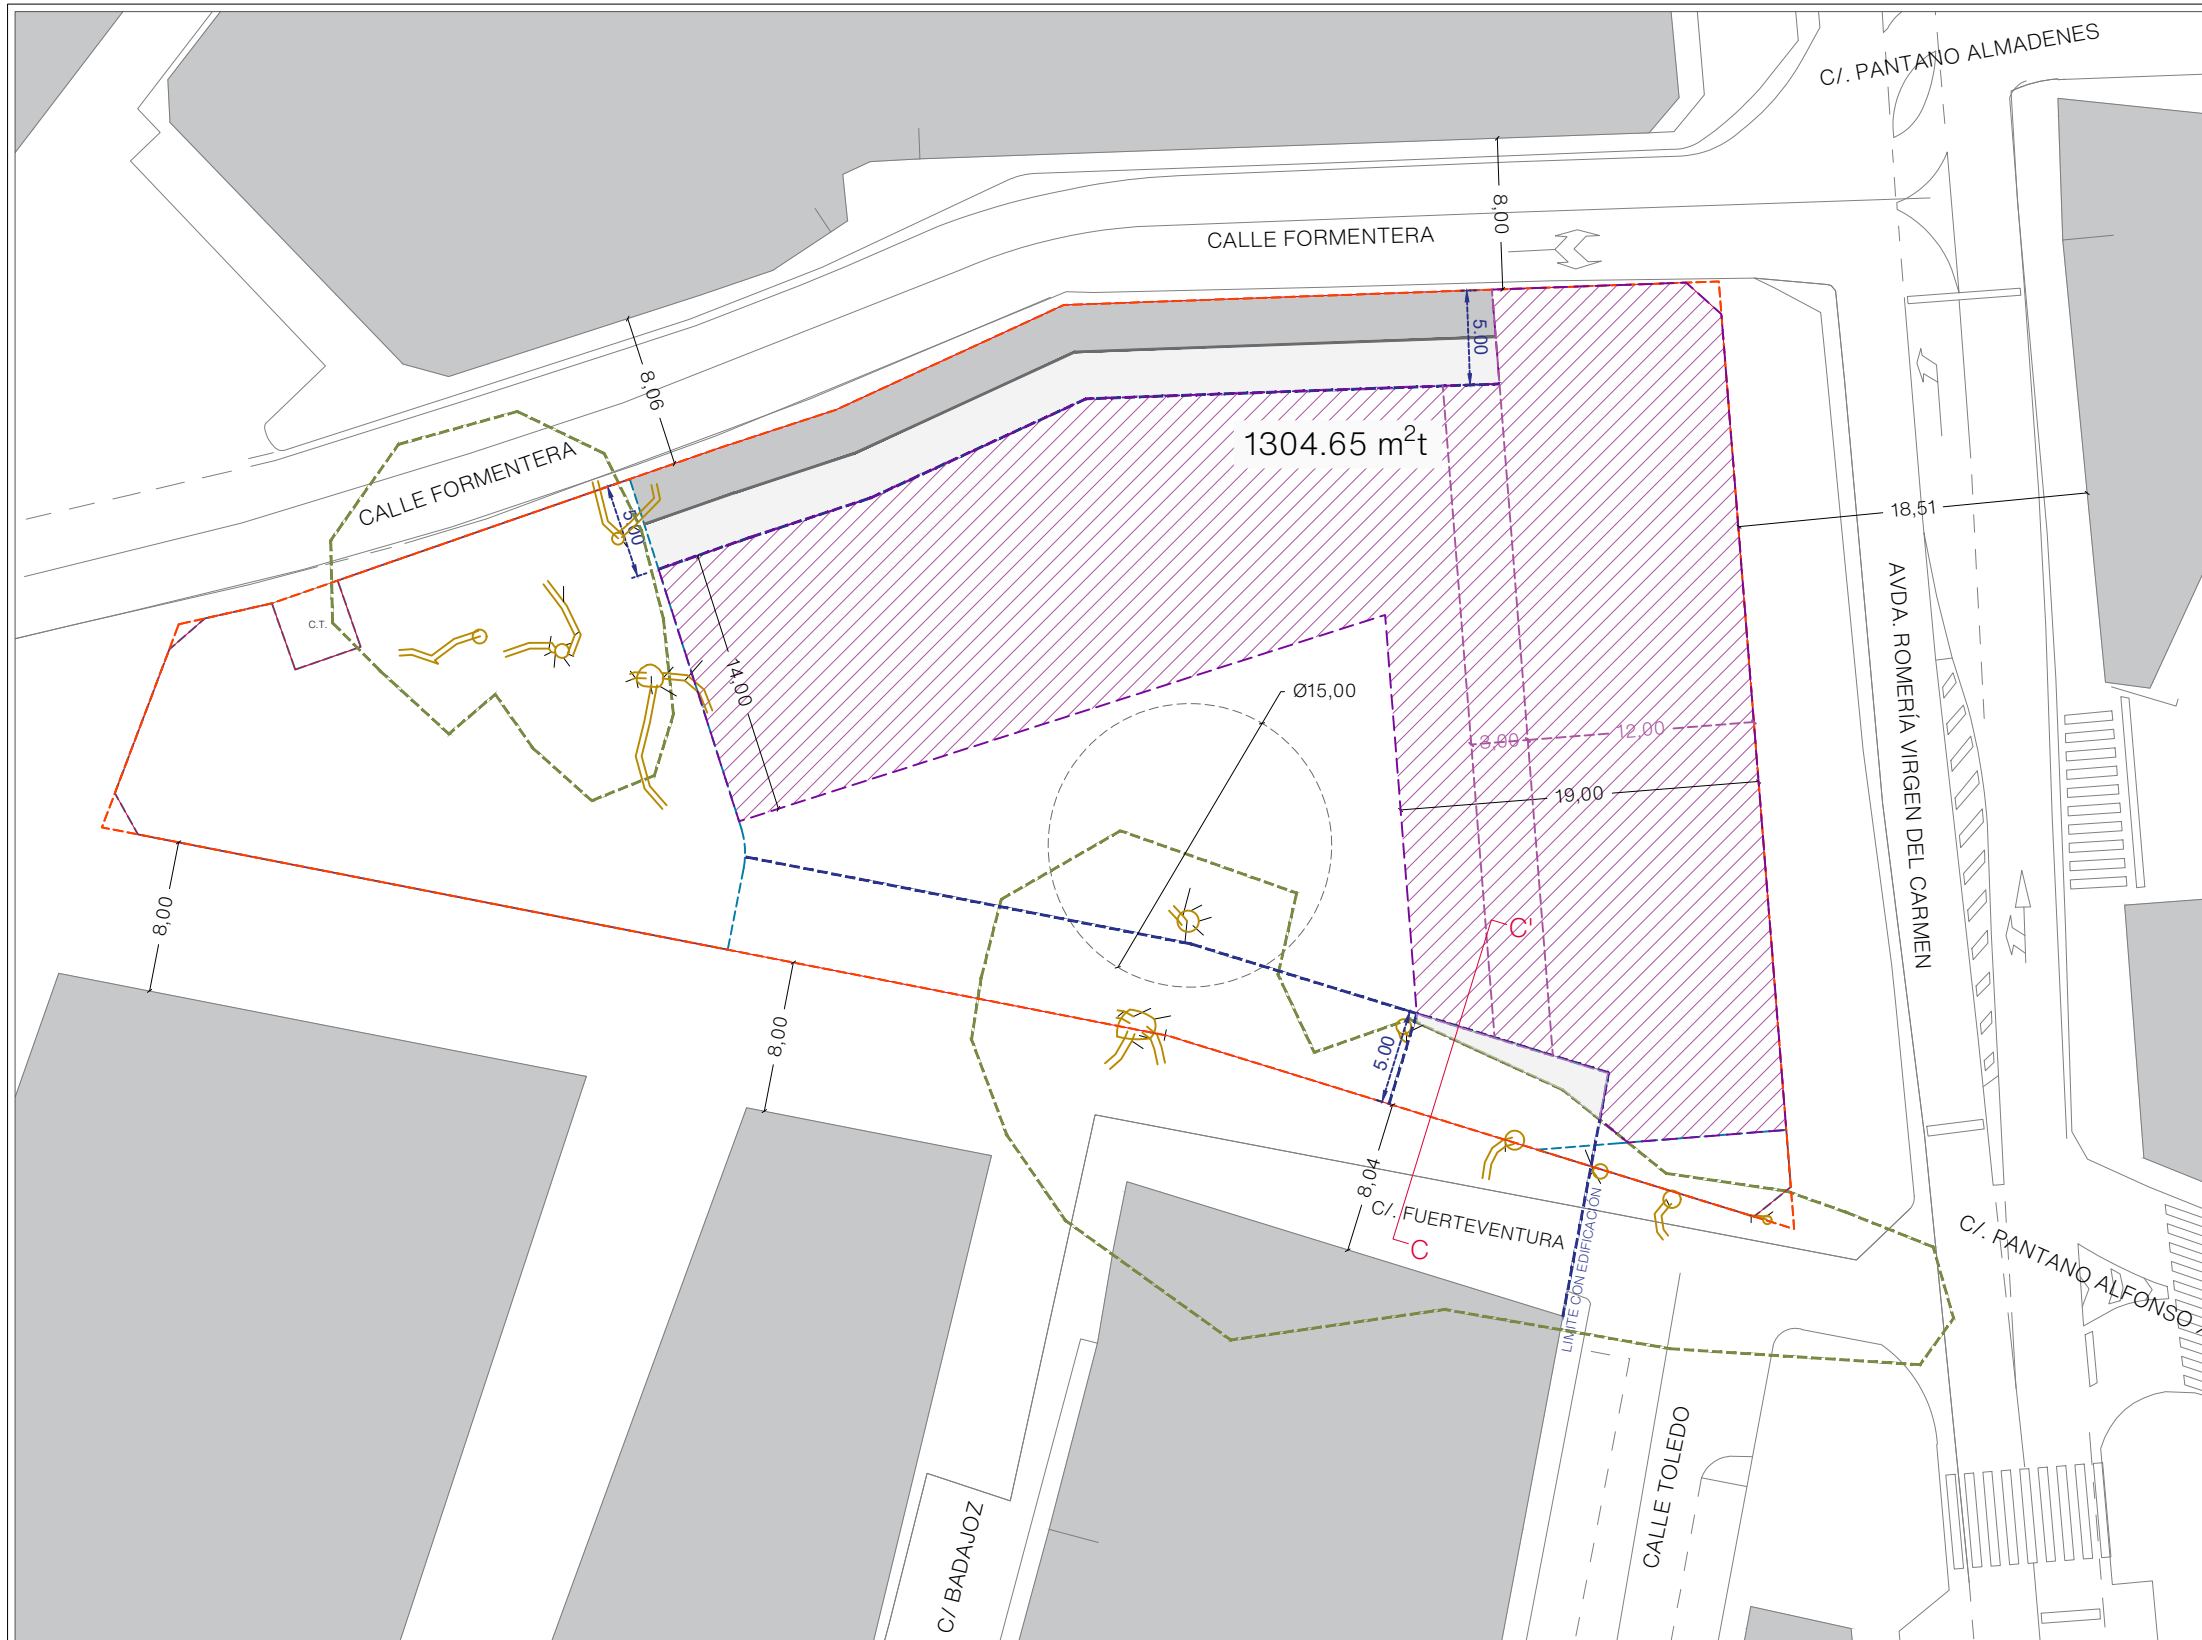 C/. PANTANO ALMADENES
8,00
CALLE FORMENTERA
5.00
8,06
1304.65 m²t
CALLE FORMENTERA
5.00
18,51
AVDA. ROMERÍA VIRGEN DEL CARMEN
C.T.
14,00
Ø15,00
3.00
12.00
19,00
8,00
C'
8,00
5.00
8,04
C/. FUERTEVENTURA
C
LIMITE CON EDIFICACIÓN
C/. PANTANO ALFONSO
CALLE TOLEDO
C/ BADAJOZ